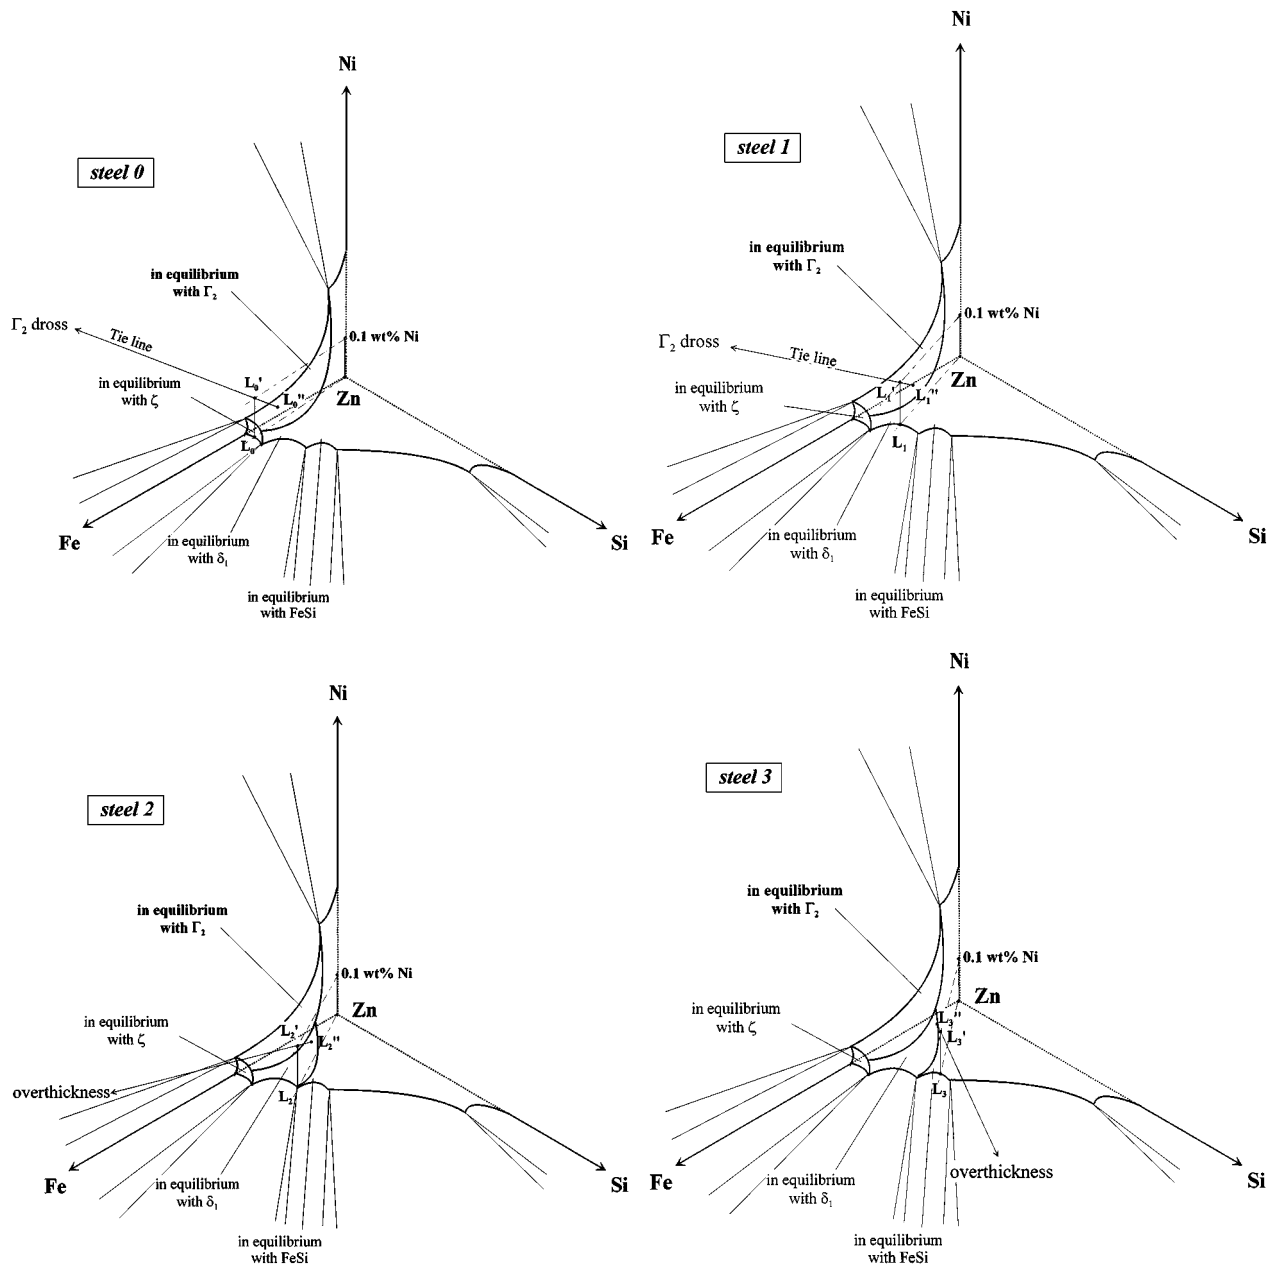 Ni
steel 0
in equilibrium
with Γ₂
Γ₂ dross
Tie line
0.1 wt% Ni
in equilibrium
with ζ
L₀'
L₀''
Zn
L₀
Fe
in equilibrium
with δ₁
Si
in equilibrium
with FeSi
Ni
steel 1
in equilibrium
with Γ₂
0.1 wt% Ni
Γ₂ dross
Tie line
Zn
in equilibrium
with ζ
L₁'
L₁''
L₁
Fe
in equilibrium
with δ₁
Si
in equilibrium
with FeSi
Ni
steel 2
in equilibrium
with Γ₂
0.1 wt% Ni
Zn
in equilibrium
with ζ
L₂'
L₂''
overthickness
L₂
Fe
in equilibrium
with δ₁
Si
in equilibrium
with FeSi
Ni
steel 3
in equilibrium
with Γ₂
0.1 wt% Ni
Zn
in equilibrium
with ζ
L₃''
L₃'
L₃
overthickness
Fe
in equilibrium
with δ₁
Si
in equilibrium
with FeSi